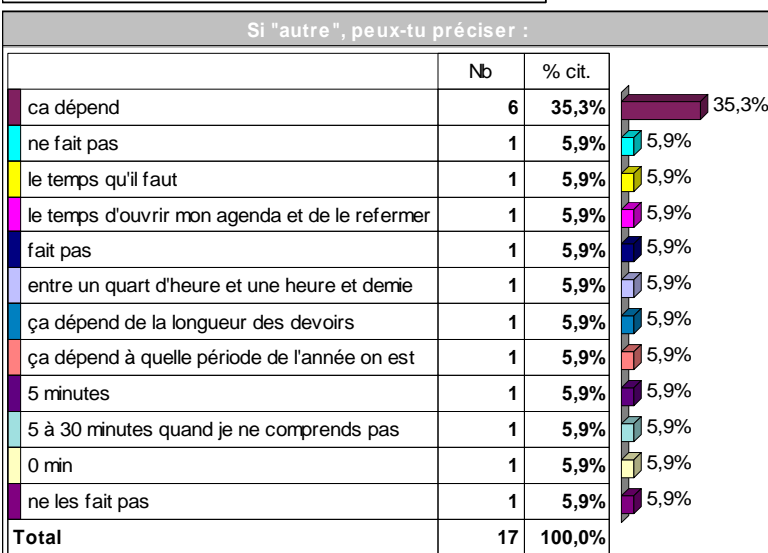 Si "autre", peux-tu préciser :
Nb % cit.
ca dépend 6 35,3% 35,3%
ne fait pas 1 5,9% 5,9%
le temps qu'il faut 1 5,9% 5,9%
le temps d'ouvrir mon agenda et de le refermer 1 5,9% 5,9%
fait pas 1 5,9% 5,9%
entre un quart d'heure et une heure et demie 1 5,9% 5,9%
ça dépend de la longueur des devoirs 1 5,9% 5,9%
ça dépend à quelle période de l'année on est 1 5,9% 5,9%
5 minutes 1 5,9% 5,9%
5 à 30 minutes quand je ne comprends pas 1 5,9% 5,9%
0 min 1 5,9% 5,9%
ne les fait pas 1 5,9% 5,9%
Total 17 100,0%